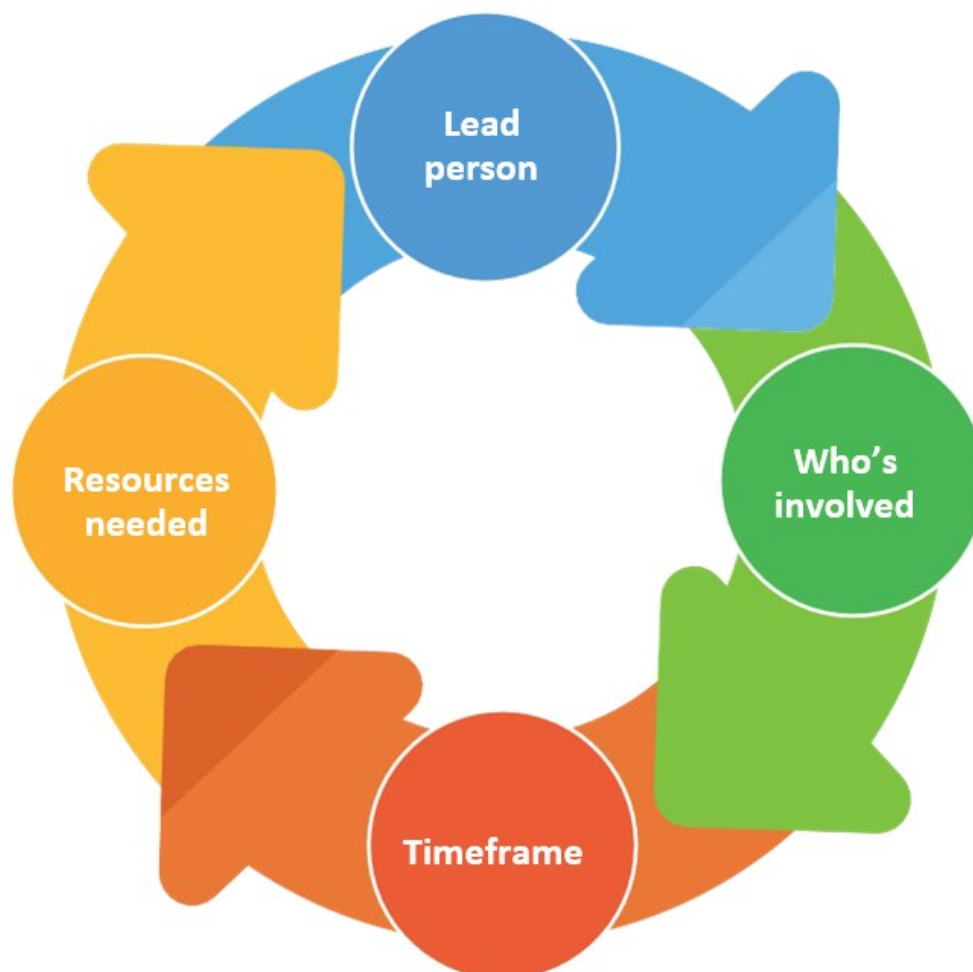 Lead
person
Who’s
involved
Timeframe
Resources
needed